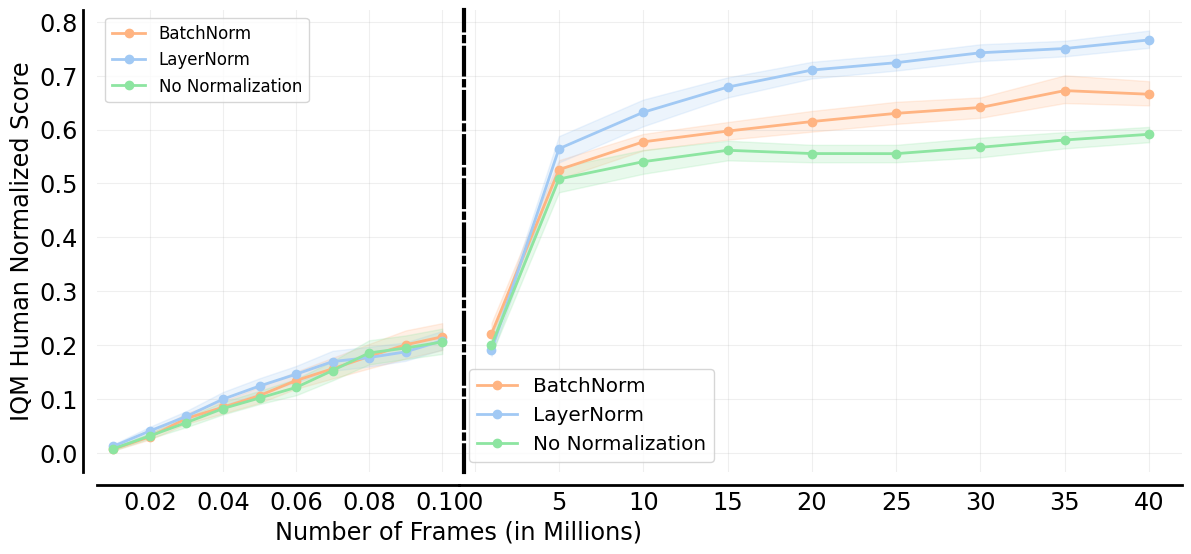 BatchNorm
LayerNorm
No Normalization
IQM Human Normalized Score
0.8
0.7
0.6
0.5
0.4
0.3
0.2
0.1
0.0
BatchNorm
LayerNorm
No Normalization
0.02 0.04 0.06 0.08 0.10 0 5 10 15 20 25 30 35 40
Number of Frames (in Millions)